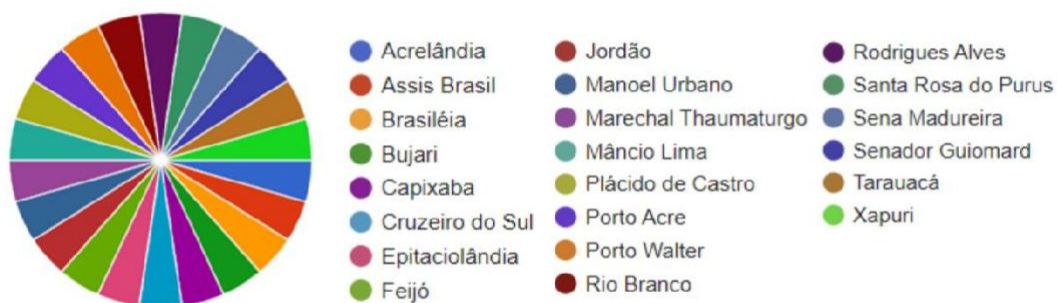 Acrelândia
Assis Brasil
Brasiléia
Bujari
Capixaba
Cruzeiro do Sul
Epitaciolândia
Feijó
Jordão
Manoel Urbano
Marechal Thaumaturgo
Mâncio Lima
Plácido de Castro
Porto Acre
Porto Walter
Rio Branco
Rodrigues Alves
Santa Rosa do Purus
Sena Madureira
Senador Guiomard
Tarauacá
Xapuri